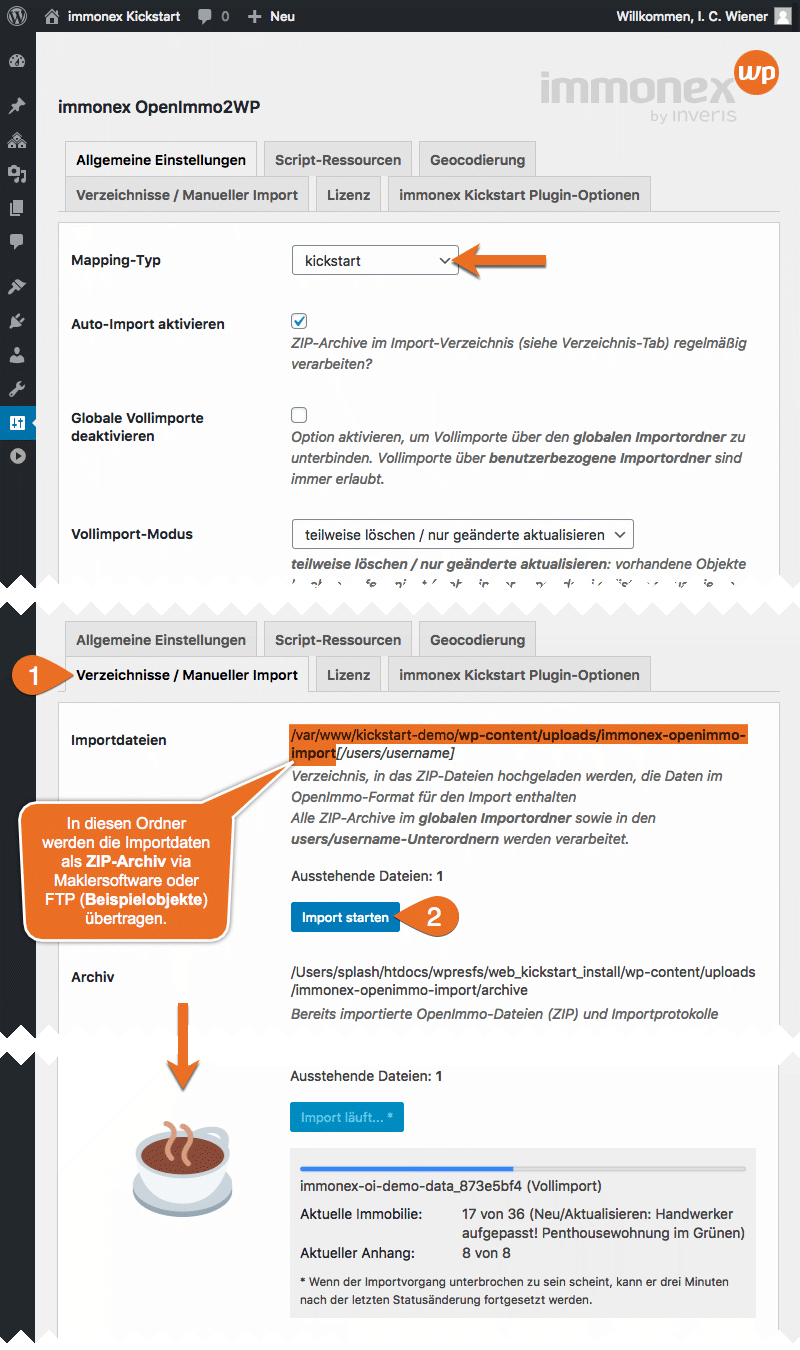 immonex Kickstart 0 Neu Willkommen, I. C. Wiener
immonex wp
by inveris
immonex OpenImmo2WP
Allgemeine Einstellungen Script-Ressourcen Geocodierung
Verzeichnisse / Manueller Import Lizenz immonex Kickstart Plugin-Optionen
Mapping-Typ kickstart
Auto-Import aktivieren
ZIP-Archive im Import-Verzeichnis (siehe Verzeichnis-Tab) regelmäßig
verarbeiten?
Globale Vollimporte
deaktivieren
Option aktivieren, um Vollimporte über den globalen Importordner zu
unterbinden. Vollimporte über benutzerbezogene Importordner sind
immer erlaubt.
Vollimport-Modus teilweise löschen / nur geänderte aktualisieren
teilweise löschen / nur geänderte aktualisieren: vorhandene Objekte
Allgemeine Einstellungen Script-Ressourcen Geocodierung
1 Verzeichnisse / Manueller Import Lizenz immonex Kickstart Plugin-Optionen
Importdateien
/var/www/kickstart-demo/wp-content/uploads/immonex-openimmo-
import[/users/username]
Verzeichnis, in das ZIP-Dateien hochgeladen werden, die Daten im
OpenImmo-Format für den Import enthalten
Alle ZIP-Archive im globalen Importordner sowie in den
users/username-Unterordnern werden verarbeitet.
In diesen Ordner
werden die Importdaten
als ZIP-Archiv via
Maklersoftware oder
FTP (Beispielobjekte)
übertragen.
Ausstehende Dateien: 1
Import starten 2
Archiv
/Users/splash/htdocs/wpresfs/web_kickstart_install/wp-content/uploads
/immonex-openimmo-import/archive
Bereits importierte OpenImmo-Dateien (ZIP) und Importprotokolle
Ausstehende Dateien: 1
Import läuft... *
immonex-oi-demo-data_873e5bf4 (Vollimport)
Aktuelle Immobilie: 17 von 36 (Neu/Aktualisieren: Handwerker
aufgepasst! Penthousewohnung im Grünen)
Aktueller Anhang: 8 von 8
* Wenn der Importvorgang unterbrochen zu sein scheint, kann er drei Minuten
nach der letzten Statusänderung fortgesetzt werden.